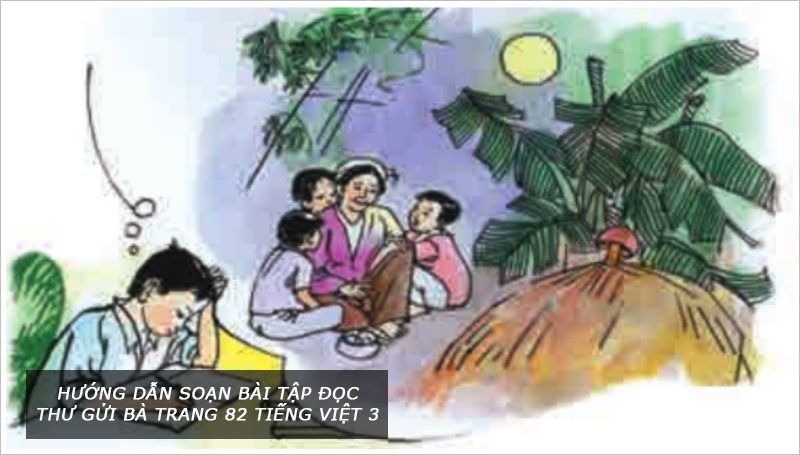 HƯỚNG DẪN SOẠN BÀI TẬP ĐỌC
THƯ GỬI BÀ TRANG 82 TIẾNG VIỆT 3